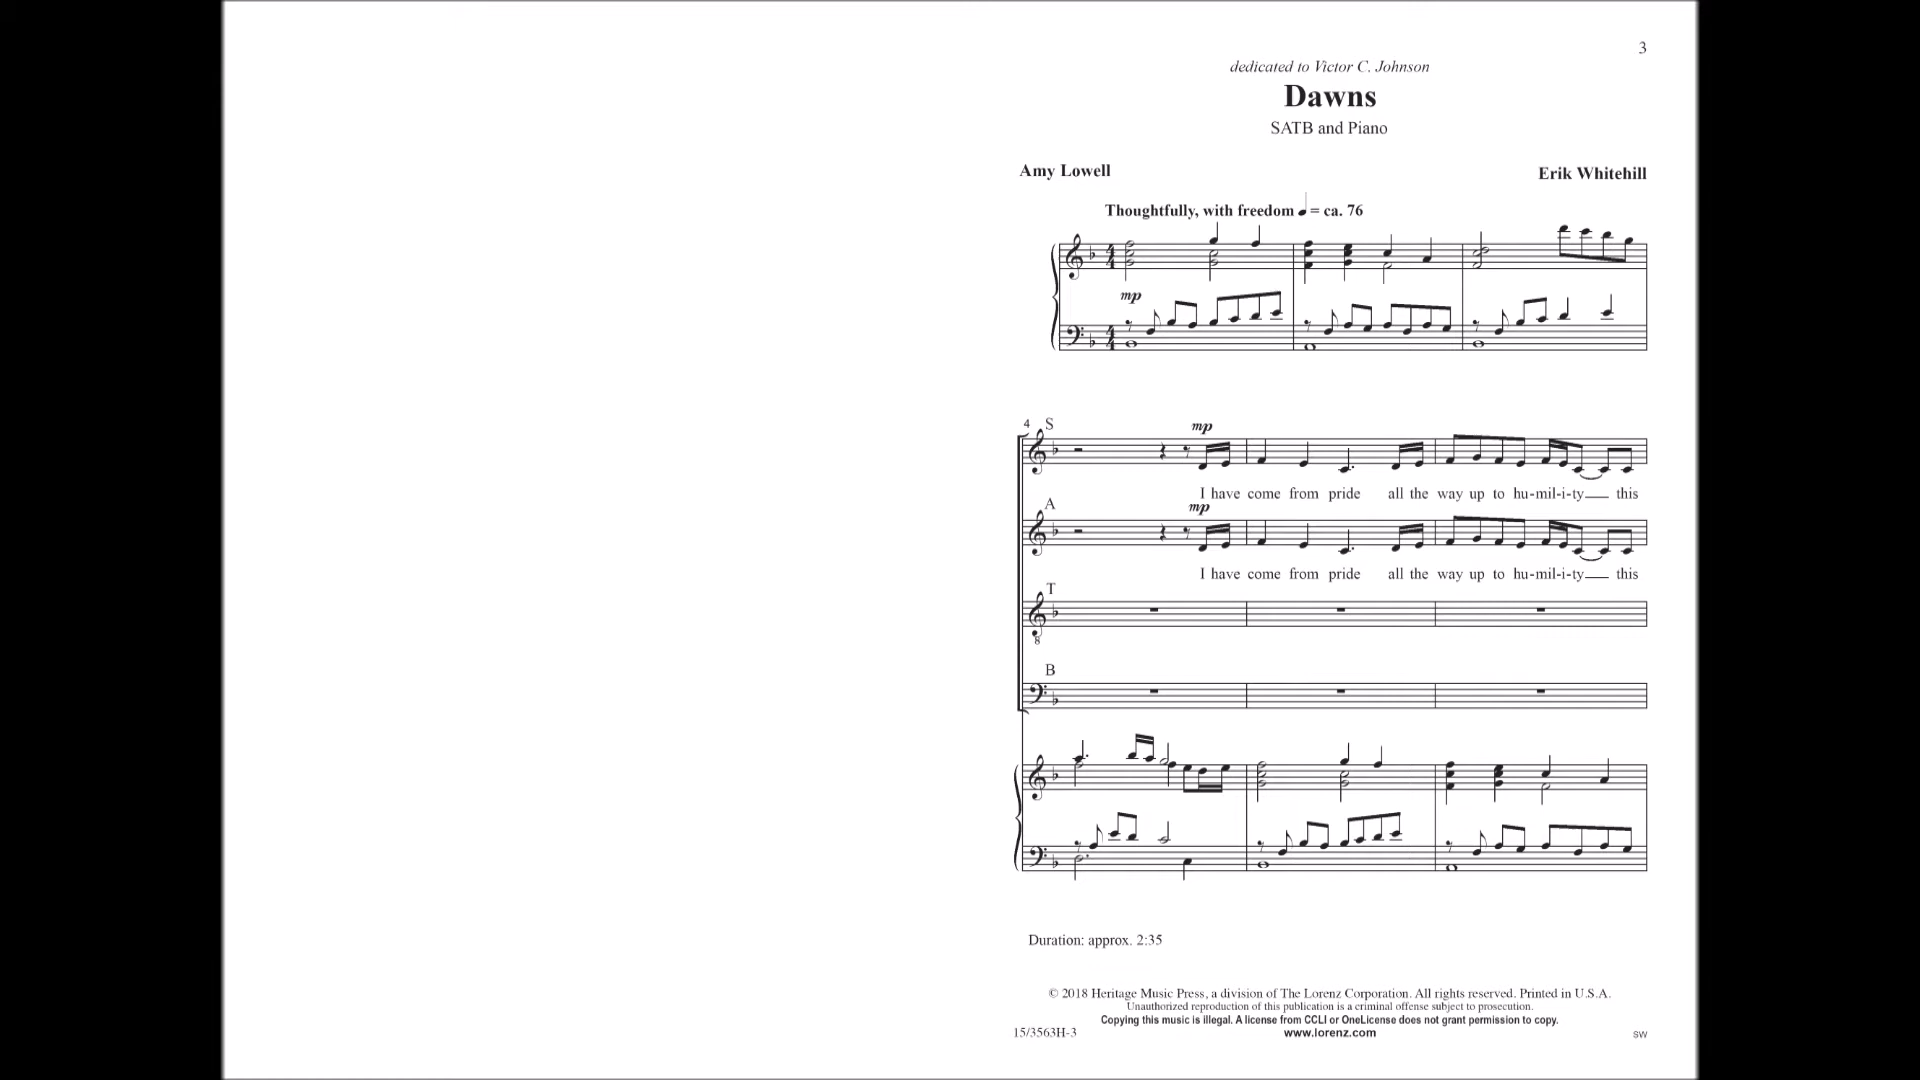 3
dedicated to Victor C. Johnson
Dawns
SATB and Piano
Amy Lowell
Erik Whitehill
Thoughtfully, with freedom ♩ = ca. 76
mp
4 S
mp
I have come from pride all the way up to hu-mil-i-ty this
A
mp
I have come from pride all the way up to hu-mil-i-ty this
T
8
B
Duration: approx. 2:35
© 2018 Heritage Music Press, a division of The Lorenz Corporation. All rights reserved. Printed in U.S.A.
Unauthorized reproduction of this publication is a criminal offense subject to prosecution.
Copying this music is illegal. A license from CCLI or OneLicense does not grant permission to copy.
15/3563H-3
www.lorenz.com
SW